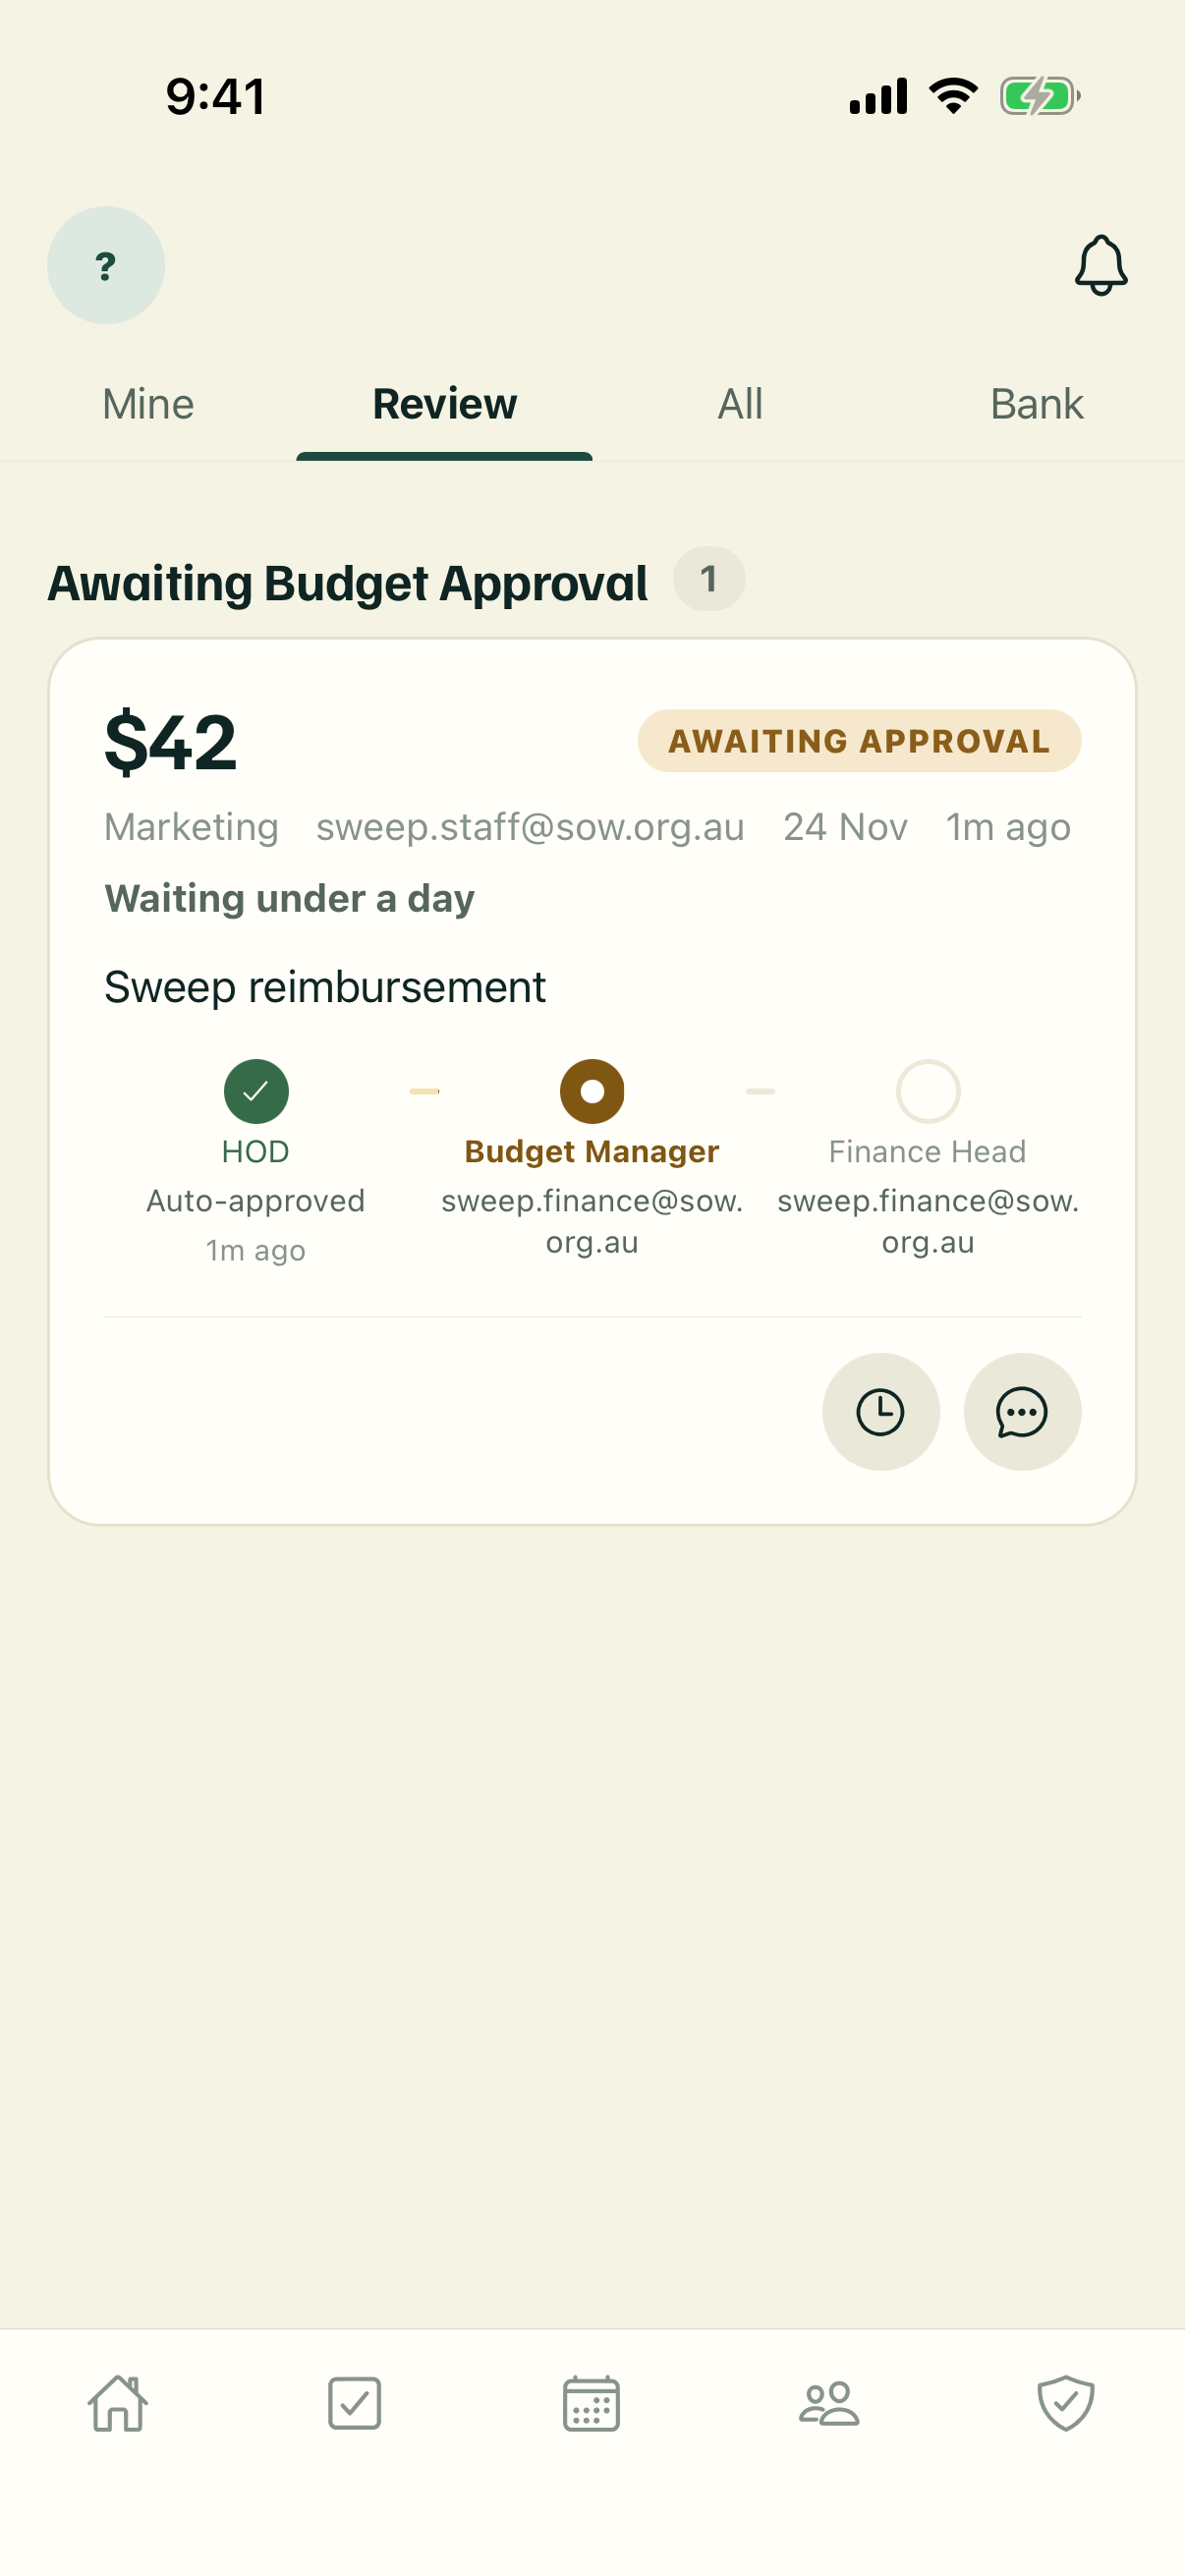 9:41
?
Mine Review All Bank
Awaiting Budget Approval 1
$42 AWAITING APPROVAL
Marketing sweep.staff@sow.org.au 24 Nov 1m ago
Waiting under a day
Sweep reimbursement
HOD Budget Manager Finance Head
Auto-approved sweep.finance@sow. sweep.finance@sow.
1m ago org.au org.au